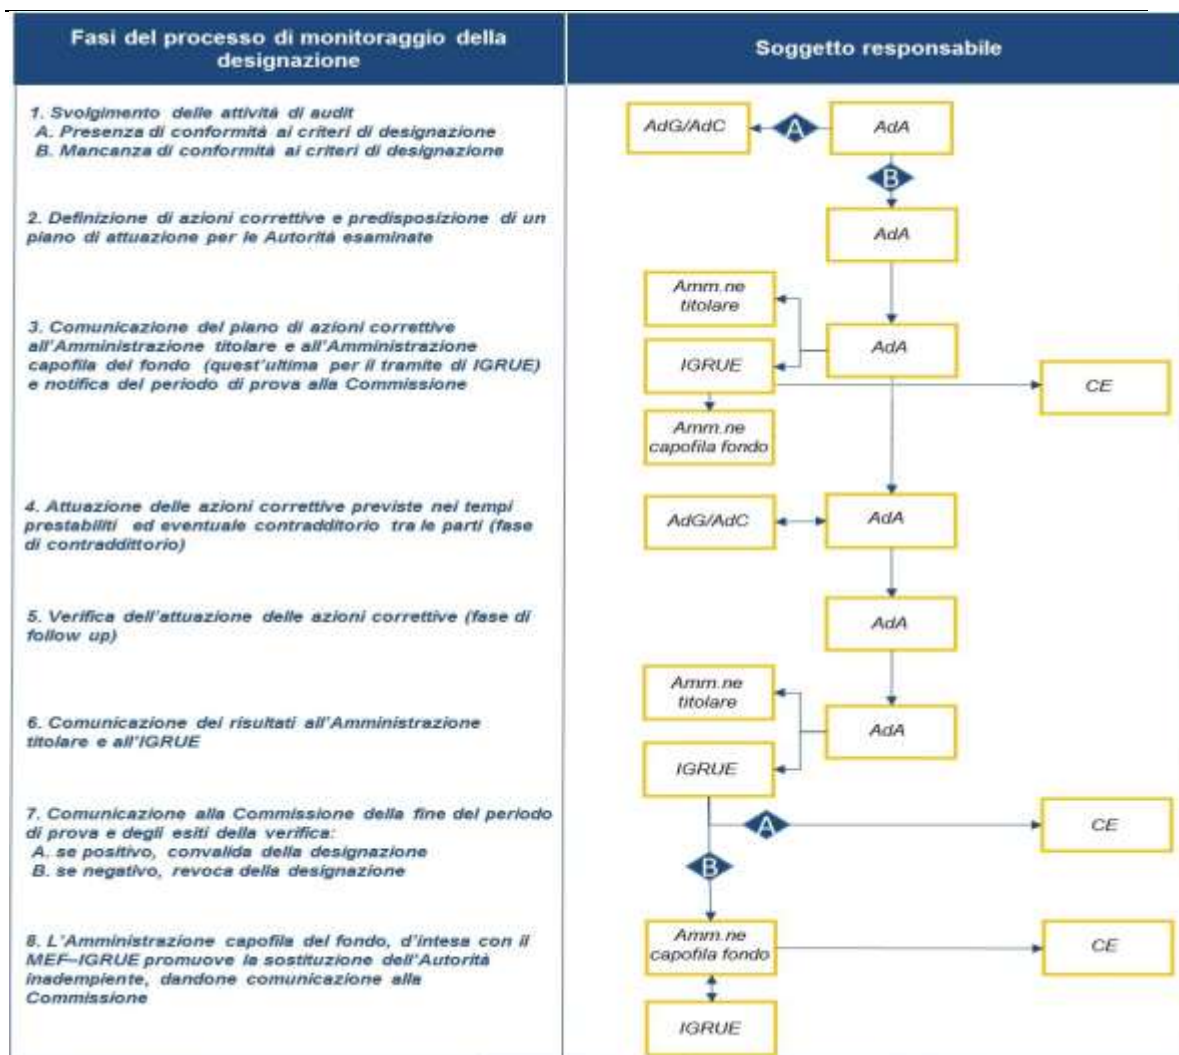 Fasi del processo di monitoraggio della
designazione
Soggetto responsabile
1. Svolgimento delle attività di audit
A. Presenza di conformità ai criteri di designazione
B. Mancanza di conformità ai criteri di designazione
AdG/AdC
A
AdA
B
2. Definizione di azioni correttive e predisposizione di un
piano di attuazione per le Autorità esaminate
AdA
3. Comunicazione del piano di azioni correttive
all'Amministrazione titolare e all'Amministrazione
capofila del fondo (quest'ultima per il tramite di IGRUE)
e notifica del periodo di prova alla Commissione
Amm.ne
titolare
AdA
IGRUE
CE
Amm.ne
capofila fondo
4. Attuazione delle azioni correttive previste nei tempi
prestabiliti ed eventuale contradditorio tra le parti (fase
di contraddittorio)
AdG/AdC
AdA
5. Verifica dell'attuazione delle azioni correttive (fase di
follow up)
AdA
6. Comunicazione dei risultati all'Amministrazione
titolare e all'IGRUE
Amm.ne
titolare
AdA
IGRUE
7. Comunicazione alla Commissione della fine del periodo
di prova e degli esiti della verifica:
A. se positivo, convalida della designazione
B. se negativo, revoca della designazione
A
CE
B
8. L'Amministrazione capofila del fondo, d'intesa con il
MEF–IGRUE promuove la sostituzione dell'Autorità
inadempiente, dandone comunicazione alla
Commissione
Amm.ne
capofila fondo
CE
IGRUE